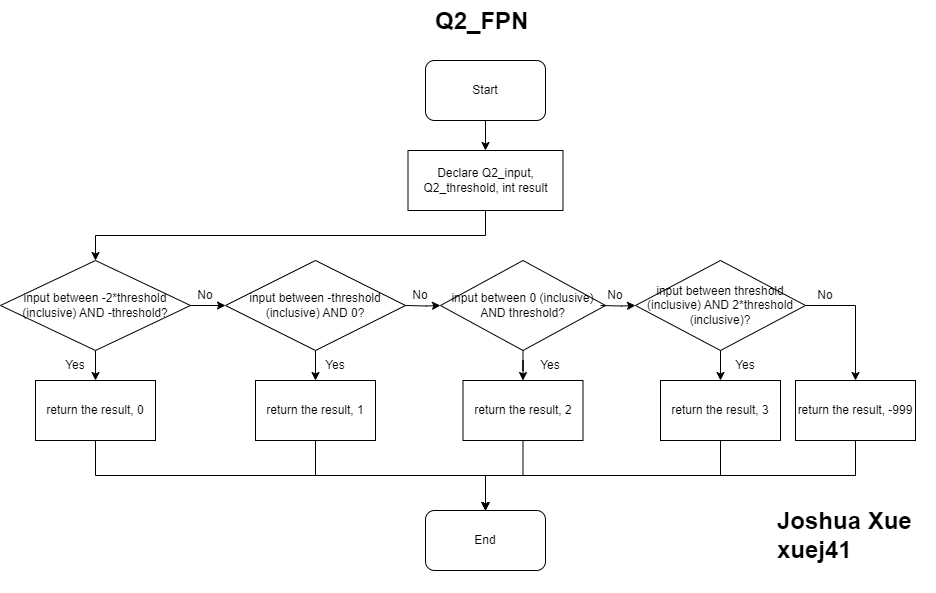 Q2_FPN
Start
Declare Q2_input,
Q2_threshold, int result
input between -2*threshold
(inclusive) AND -threshold?
No
input between -threshold
(inclusive) AND 0?
No
input between 0 (inclusive)
AND threshold?
No
input between threshold
(inclusive) AND 2*threshold
(inclusive)?
No
Yes
Yes
Yes
Yes
return the result, 0
return the result, 1
return the result, 2
return the result, 3
return the result, -999
End
Joshua Xue
xuej41